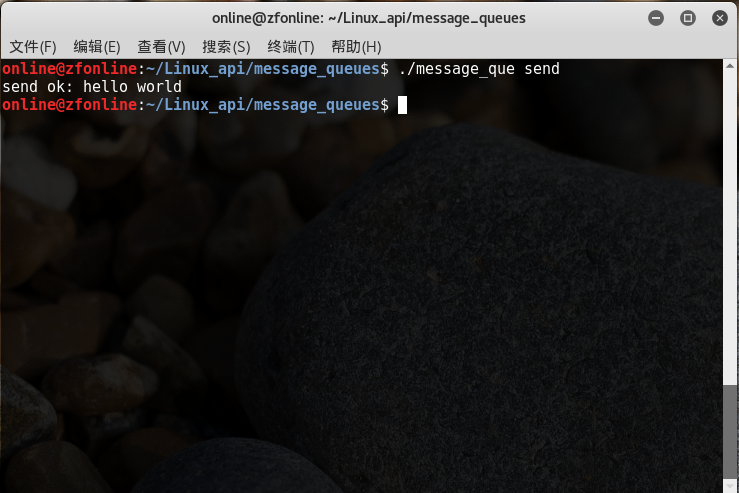 online@zfonline: ~/Linux_api/message_queues
文件(F) 编辑(E) 查看(V) 搜索(S) 终端(T) 帮助(H)
online@zfonline:~/Linux_api/message_queues$ ./message_que send
send ok: hello world
online@zfonline:~/Linux_api/message_queues$